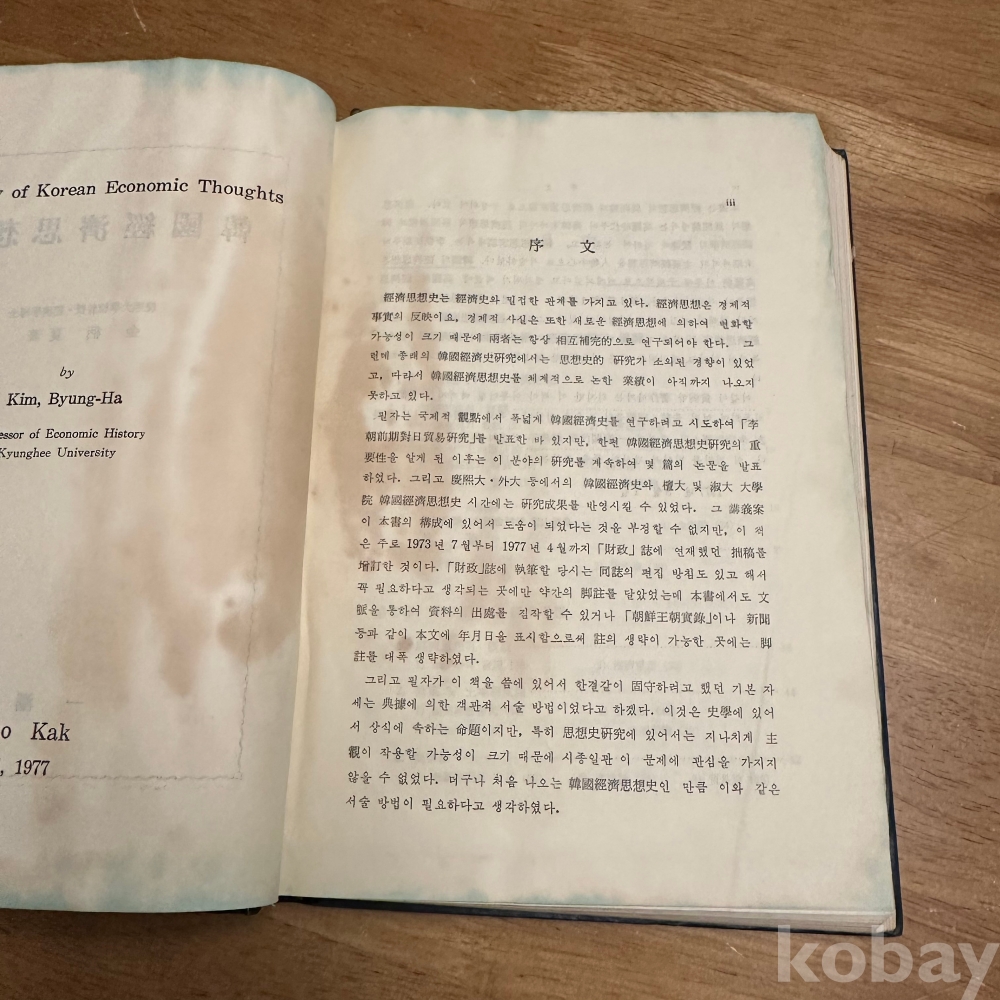 of Korean Economic Thoughts
by
Kim, Byung-Ha
of Economic History
Kyunghee University
Kak
1977
iii
序 文
經濟思想史는 經濟史와 밀접한 관계를 가지고 있다. 經濟思想은 경제적
事實의 反映이요, 경제적 사실은 또한 새로운 經濟思想에 의하여 변화할
가능성이 크기 때문에 兩者는 항상 相互補完的으로 연구되어야 한다. 그
런데 종래의 韓國經濟史硏究에서는 思想史的 硏究가 소외된 경향이 있었
고, 따라서 韓國經濟思想史를 체계적으로 논한 業績이 아직까지 나오지
못하고 있다.
필자는 국제적 觀點에서 폭넓게 韓國經濟史를 연구하려고 시도하여 「李
朝前期對日貿易硏究」를 발표한 바 있지만, 한편 韓國經濟思想史硏究의 重
要性을 알게 된 이후는 이 분야의 硏究를 계속하여 몇 篇의 논문을 발표
하였다. 그리고 慶熙大・外大 등에서의 韓國經濟史와 檀大 및 淑大 大學
院 韓國經濟思想史 시간에는 硏究成果를 반영시킬 수 있었다. 그 講義案
이 本書의 構成에 있어서 도움이 되었다는 것을 부정할 수 없지만, 이 책
은 주로 1973년 7월부터 1977년 4월까지 「財政」誌에 연재했던 拙稿를
增訂한 것이다. 「財政」誌에 執筆할 당시는 同誌의 편집 방침도 있고 해서
꼭 필요하다고 생각되는 곳에만 약간의 脚註를 달았었는데 本書에서도 文
脈을 통하여 資料의 出處를 짐작할 수 있거나 「朝鮮王朝實錄」이나 新聞
등과 같이 本文에 年月日을 표시함으로써 註의 생략이 가능한 곳에는 脚
註를 대폭 생략하였다.
그리고 필자가 이 책을 씀에 있어서 한결같이 固守하려고 했던 기본 자
세는 典據에 의한 객관적 서술 방법이었다고 하겠다. 이것은 史學에 있어
서 상식에 속하는 命題이지만, 특히 思想史硏究에 있어서는 지나치게 主
觀이 작용할 가능성이 크기 때문에 시종일관 이 문제에 관심을 가지지
않을 수 없었다. 더구나 처음 나오는 韓國經濟思想史인 만큼 이와 같은
서술 방법이 필요하다고 생각하였다.
kobay